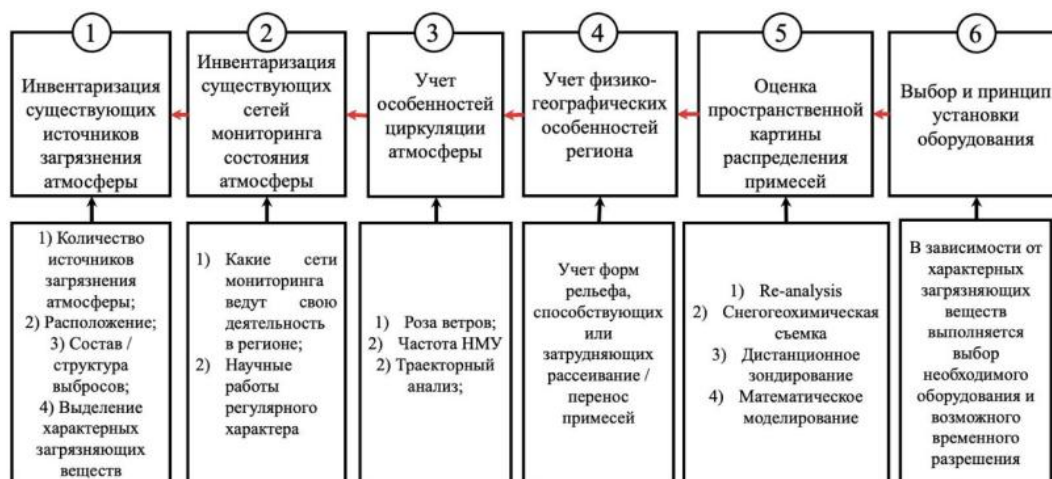 1
Инвентаризация
существующих
источников
загрязнения
атмосферы
2
Инвентаризация
существующих
сетей
мониторинга
состояния
атмосферы
3
Учет
особенностей
циркуляции
атмосферы
4
Учет физико-
географических
особенностей
региона
5
Оценка
пространственной
картины
распределения
примесей
6
Выбор и принцип
установки
оборудования
1) Количество
источников
загрязнения
атмосферы;
2) Расположение;
3) Состав /
структура
выбросов;
4) Выделение
характерных
загрязняющих
веществ
1) Какие сети
мониторинга
ведут свою
деятельность
в регионе;
2) Научные
работы
регулярного
характера
1) Роза ветров;
2) Частота НМУ
2) Траекторный
анализ;
Учет форм
рельефа,
способствующих
или
затрудняющих
рассеивание /
перенос
примесей
1) Re-analysis
2) Снегогеохимическая
съемка
3) Дистанционное
зондирование
4) Математическое
моделирование
В зависимости от
характерных
загрязняющих
веществ
выполняется
выбор
необходимого
оборудования и
возможного
временного
разрешения